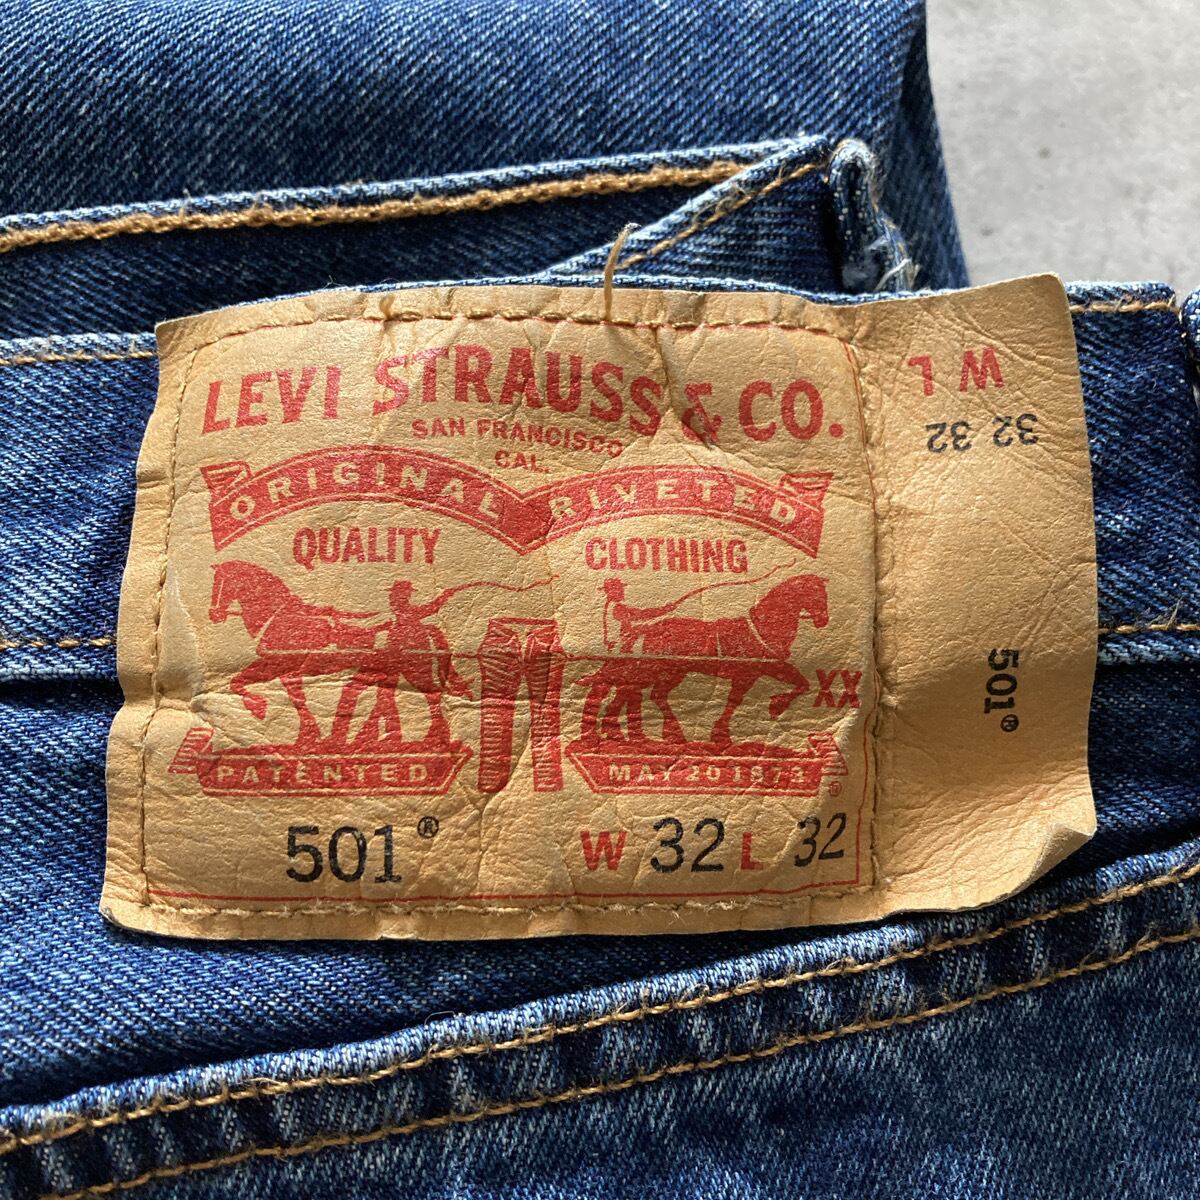 LEVI STRAUSS & CO.
SAN FRANCISCO
CAL.
ORIGINAL RIVETED
QUALITY CLOTHING
XX
PATENTED MAY 20 1873 ®
501® W 32 L 32
W L
32 32
501®